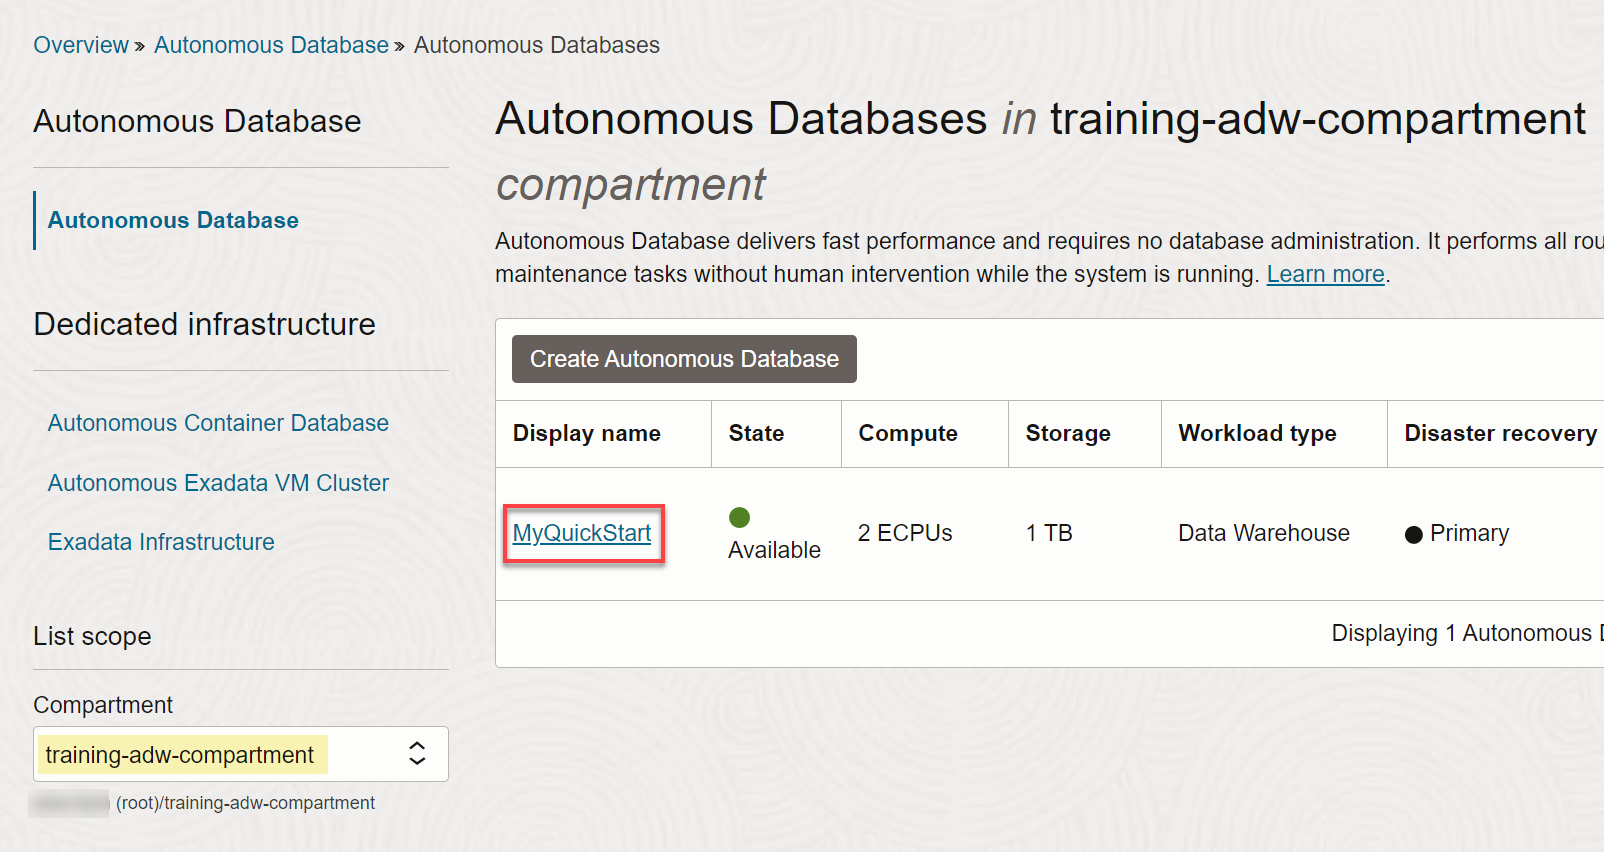 Overview » Autonomous Database » Autonomous Databases
Autonomous Database
Autonomous Database
Dedicated infrastructure
Autonomous Container Database
Autonomous Exadata VM Cluster
Exadata Infrastructure
List scope
Compartment
training-adw-compartment
(root)/training-adw-compartment
Autonomous Databases in training-adw-compartment
compartment
Autonomous Database delivers fast performance and requires no database administration. It performs all rou
maintenance tasks without human intervention while the system is running. Learn more.
Create Autonomous Database
Display name State Compute Storage Workload type Disaster recovery
MyQuickStart Available 2 ECPUs 1 TB Data Warehouse Primary
Displaying 1 Autonomous